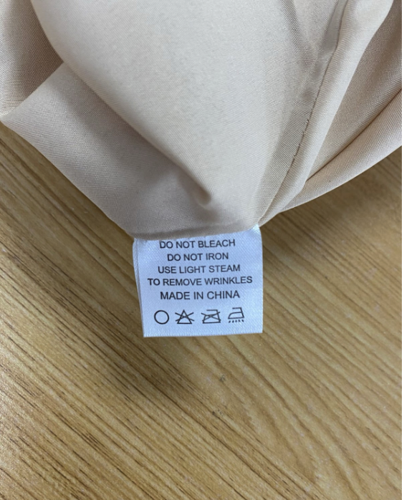 DO NOT BLEACH
DO NOT IRON
USE LIGHT STEAM
TO REMOVE WRINKLES
MADE IN CHINA